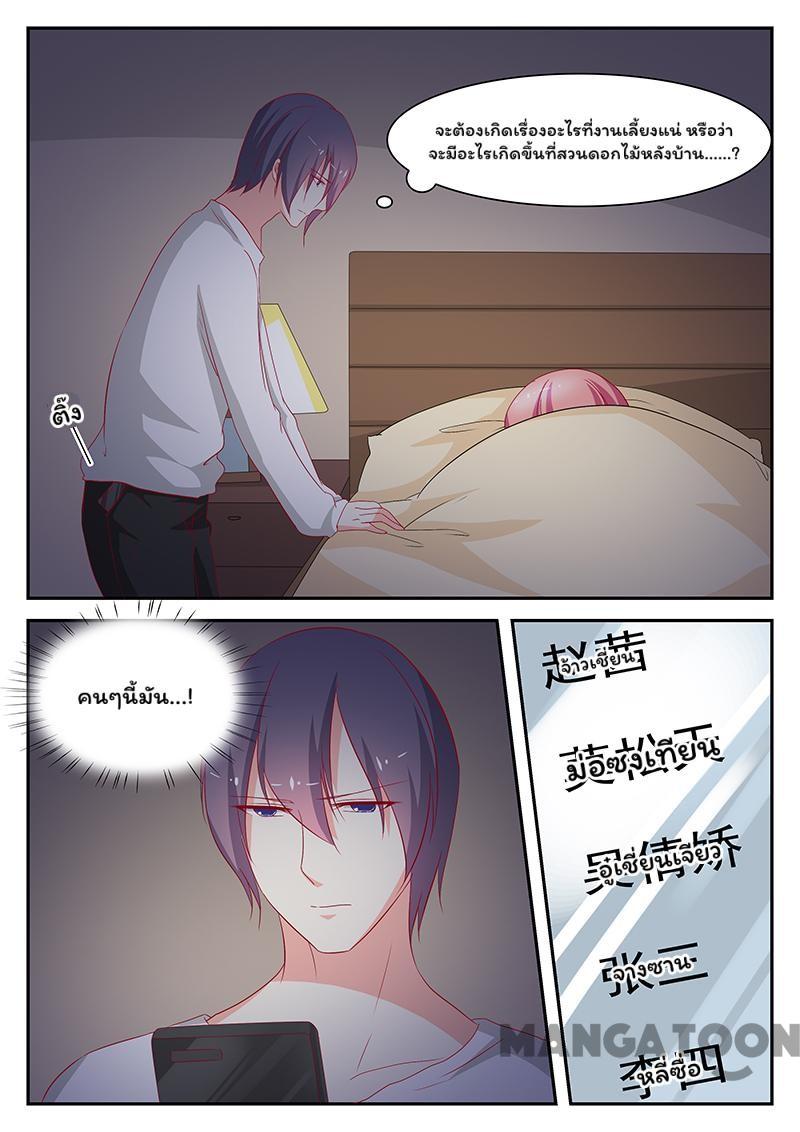 จะต้องเกิดเรื่องอะไรที่งานเลี้ยงแน่ หรือว่า
จะมีอะไรเกิดขึ้นที่สวนดอกไม้หลังบ้าน......?
ติ๊ง
คนๆนี้มัน...!
赵茜
จ้าวเชี่ยน
松天
ม่อซงเทียน
吴倩娇
อู๋เชี่ยนเจียว
张三
จางซาน
李四
หลี่ซื่อ
MANGATOON